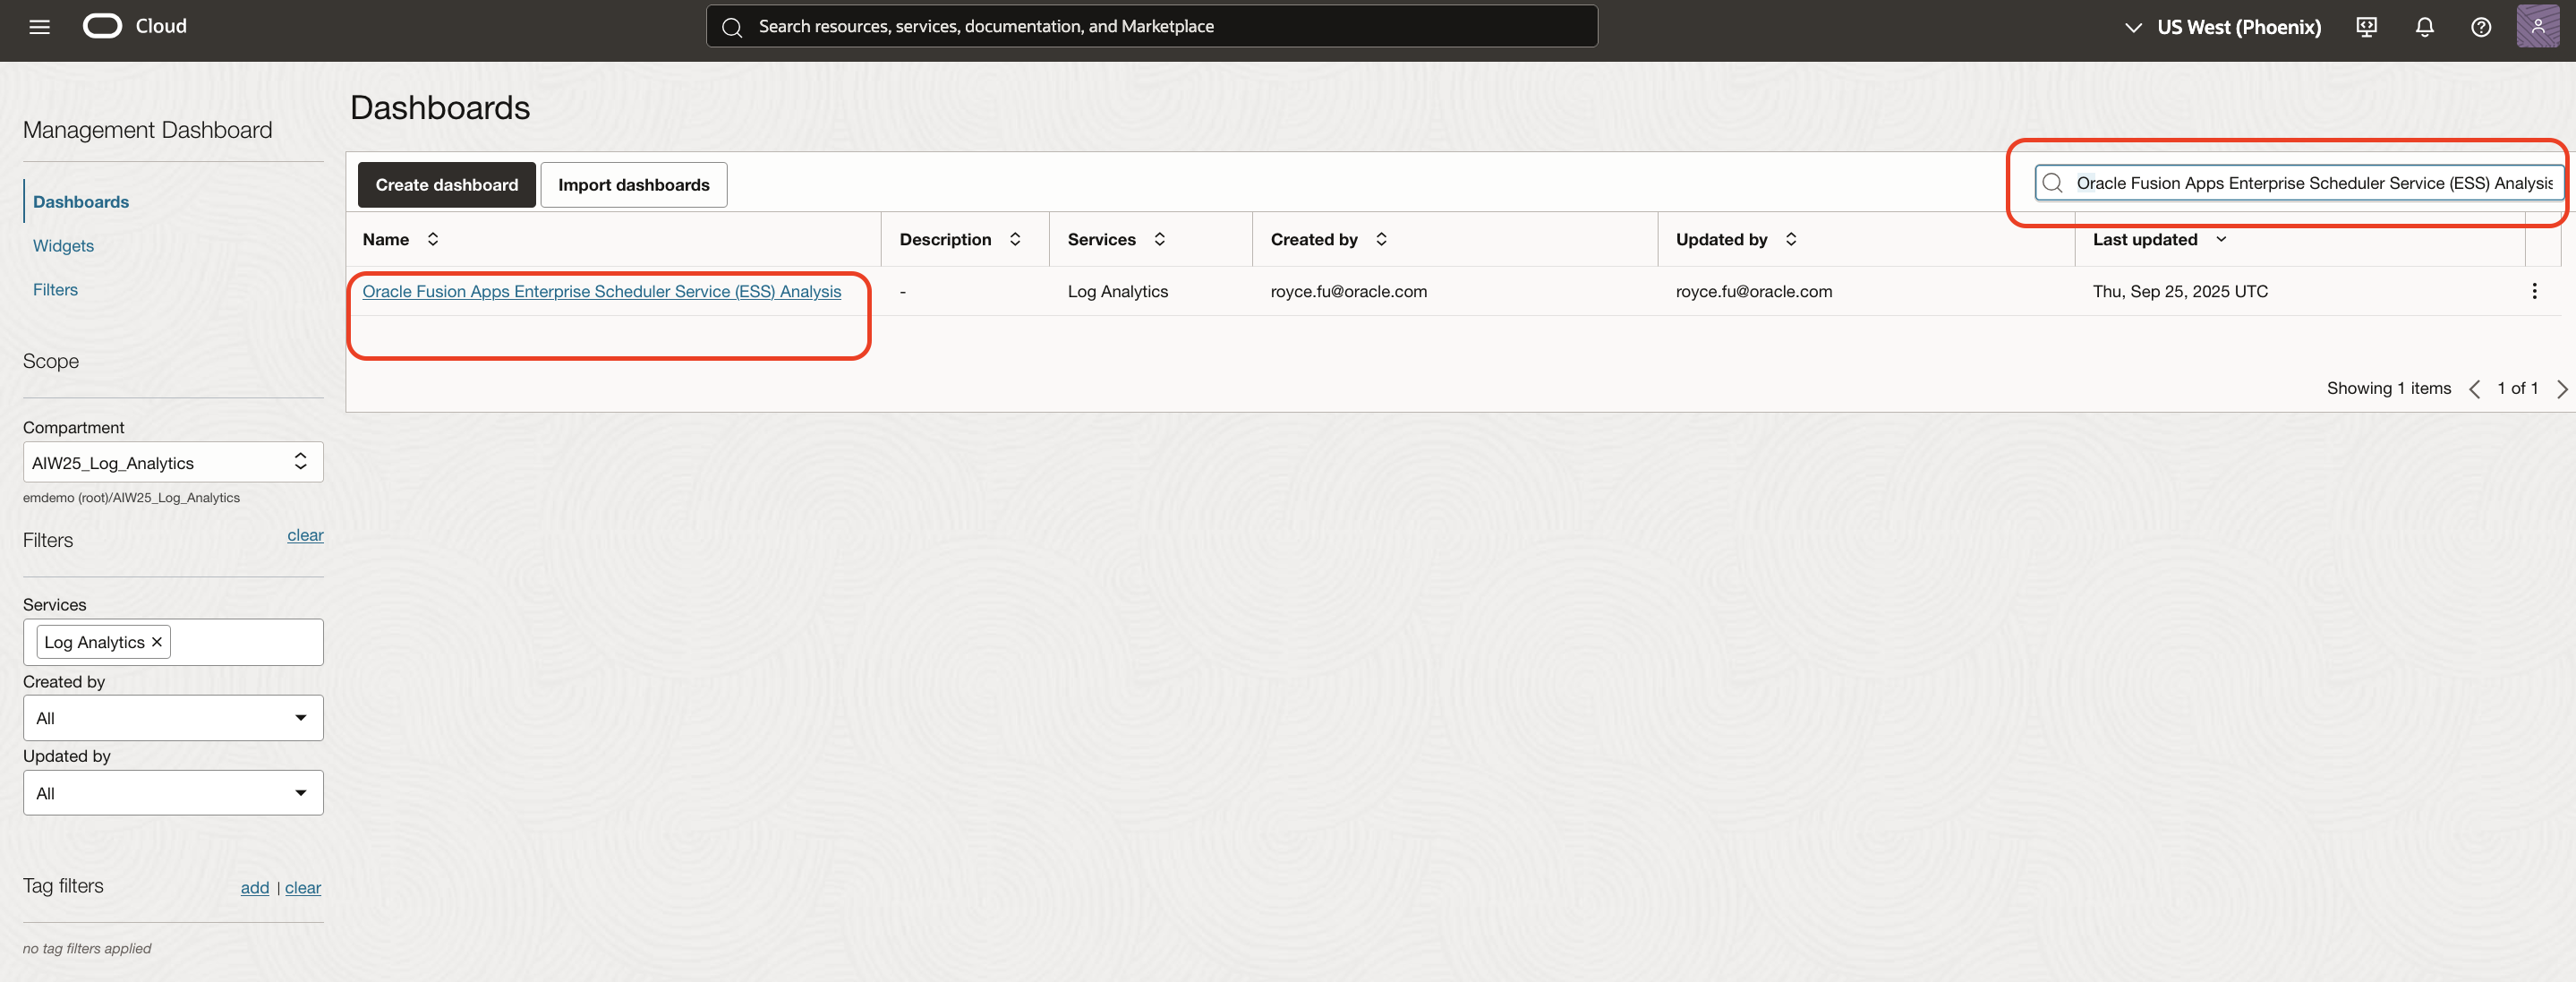 Cloud
Search resources, services, documentation, and Marketplace
US West (Phoenix)
Management Dashboard
Dashboards
Widgets
Filters
Scope
Compartment
AIW25_Log_Analytics
emdemo (root)/AIW25_Log_Analytics
Filters clear
Services
Log Analytics ×
Created by
All
Updated by
All
Tag filters add | clear
no tag filters applied
Dashboards
Create dashboard Import dashboards
Oracle Fusion Apps Enterprise Scheduler Service (ESS) Analysis
Name Description Services Created by Updated by Last updated
Oracle Fusion Apps Enterprise Scheduler Service (ESS) Analysis - Log Analytics royce.fu@oracle.com royce.fu@oracle.com Thu, Sep 25, 2025 UTC
Showing 1 items 1 of 1